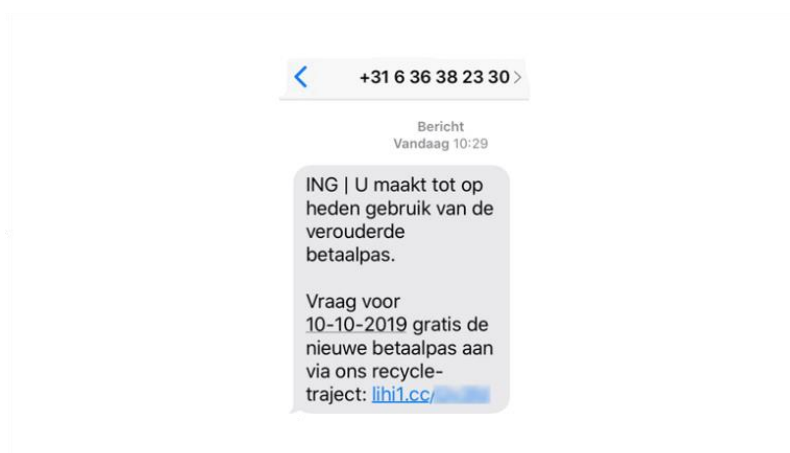 +31 6 36 38 23 30
Bericht
Vandaag 10:29
ING | U maakt tot op
heden gebruik van de
verouderde
betaalpas.
Vraag voor
10-10-2019 gratis de
nieuwe betaalpas aan
via ons recycle-
traject: lihi1.cc/